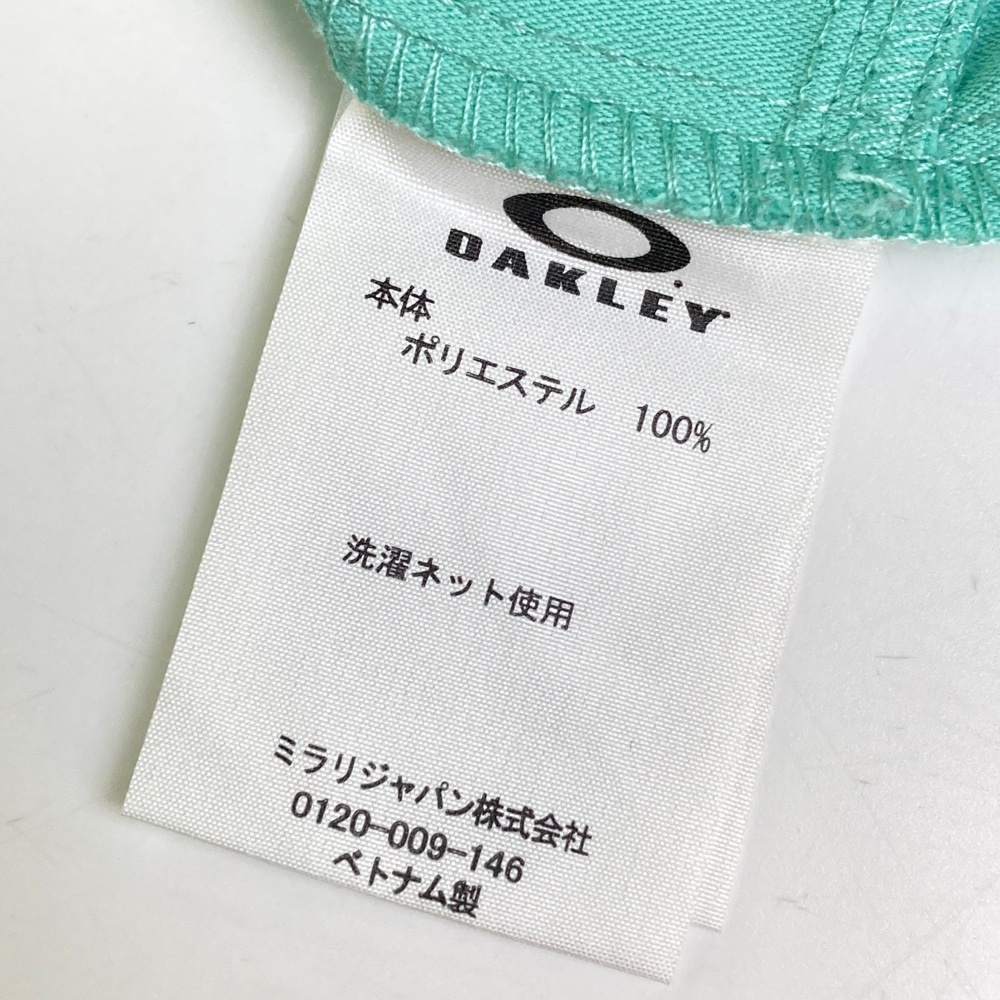 OAKLEY
本体
ポリエステル 100%
洗濯ネット使用
ミラリジャパン株式会社
0120-009-146
ベトナム製